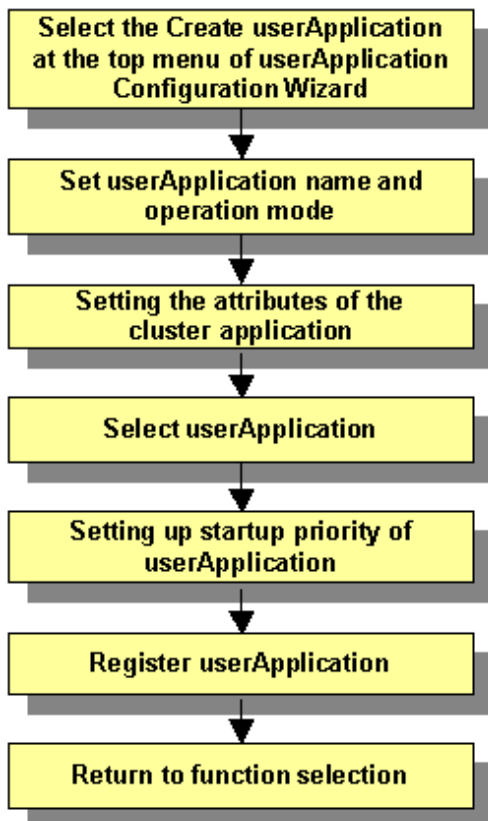 Select the Create userApplication
at the top menu of userApplication
Configuration Wizard
Set userApplication name and
operation mode
Setting the attributes of the
cluster application
Select userApplication
Setting up startup priority of
userApplication
Register userApplication
Return to function selection